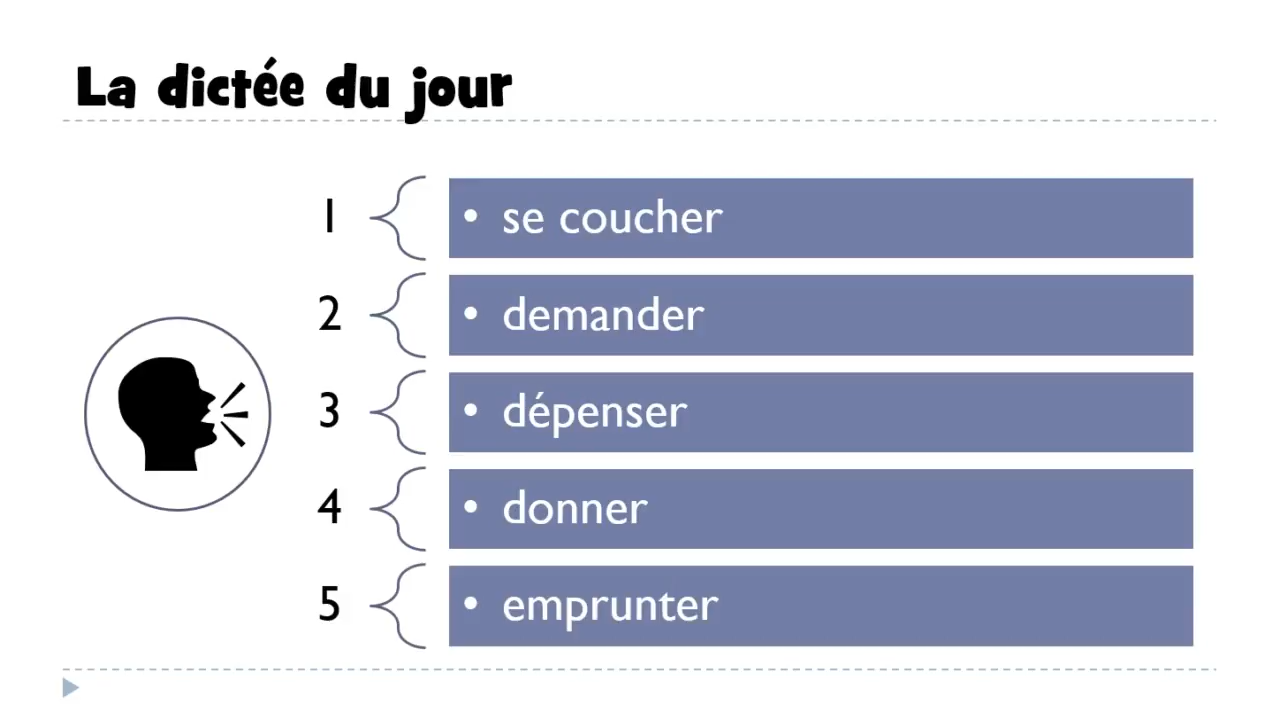 La dictée du jour
1 • se coucher
2 • demander
3 • dépenser
4 • donner
5 • emprunter